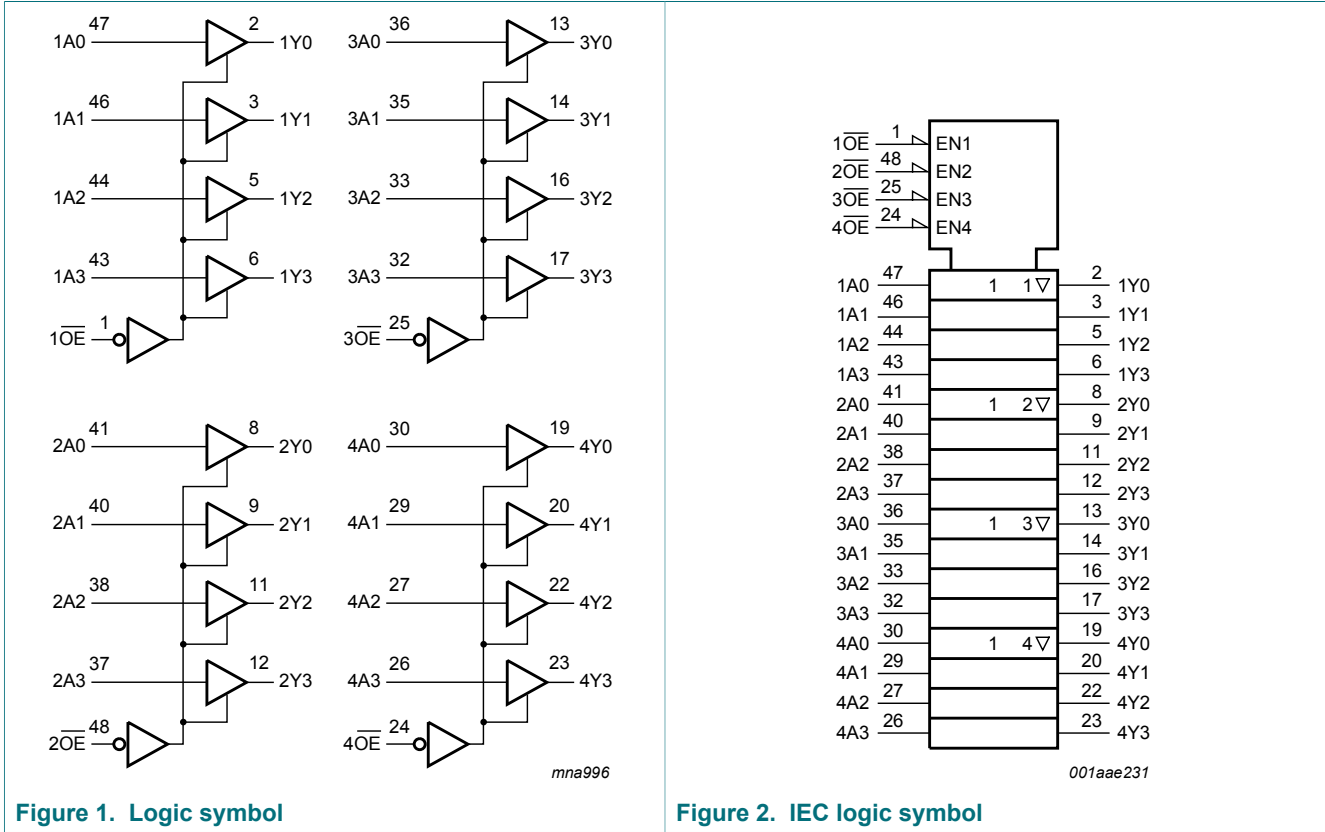 47 2 36 13
1A0 1Y0 3A0 3Y0
46 3 35 14
1A1 1Y1 3A1 3Y1
44 5 33 16
1A2 1Y2 3A2 3Y2
43 6 32 17
1A3 1Y3 3A3 3Y3
1 25
1O̅E̅ 3O̅E̅
41 8 30 19
2A0 2Y0 4A0 4Y0
40 9 29 20
2A1 2Y1 4A1 4Y1
38 11 27 22
2A2 2Y2 4A2 4Y2
37 12 26 23
2A3 2Y3 4A3 4Y3
48 24
2O̅E̅ 4O̅E̅
mna996
Figure 1. Logic symbol
1O̅E̅ 1 EN1
2O̅E̅ 48 EN2
3O̅E̅ 25 EN3
4O̅E̅ 24 EN4
1A0 47 1 1▽ 2 1Y0
1A1 46 3 1Y1
1A2 44 5 1Y2
1A3 43 6 1Y3
2A0 41 1 2▽ 8 2Y0
2A1 40 9 2Y1
2A2 38 11 2Y2
2A3 37 12 2Y3
3A0 36 1 3▽ 13 3Y0
3A1 35 14 3Y1
3A2 33 16 3Y2
3A3 32 17 3Y3
4A0 30 1 4▽ 19 4Y0
4A1 29 20 4Y1
4A2 27 22 4Y2
4A3 26 23 4Y3
001aae231
Figure 2. IEC logic symbol